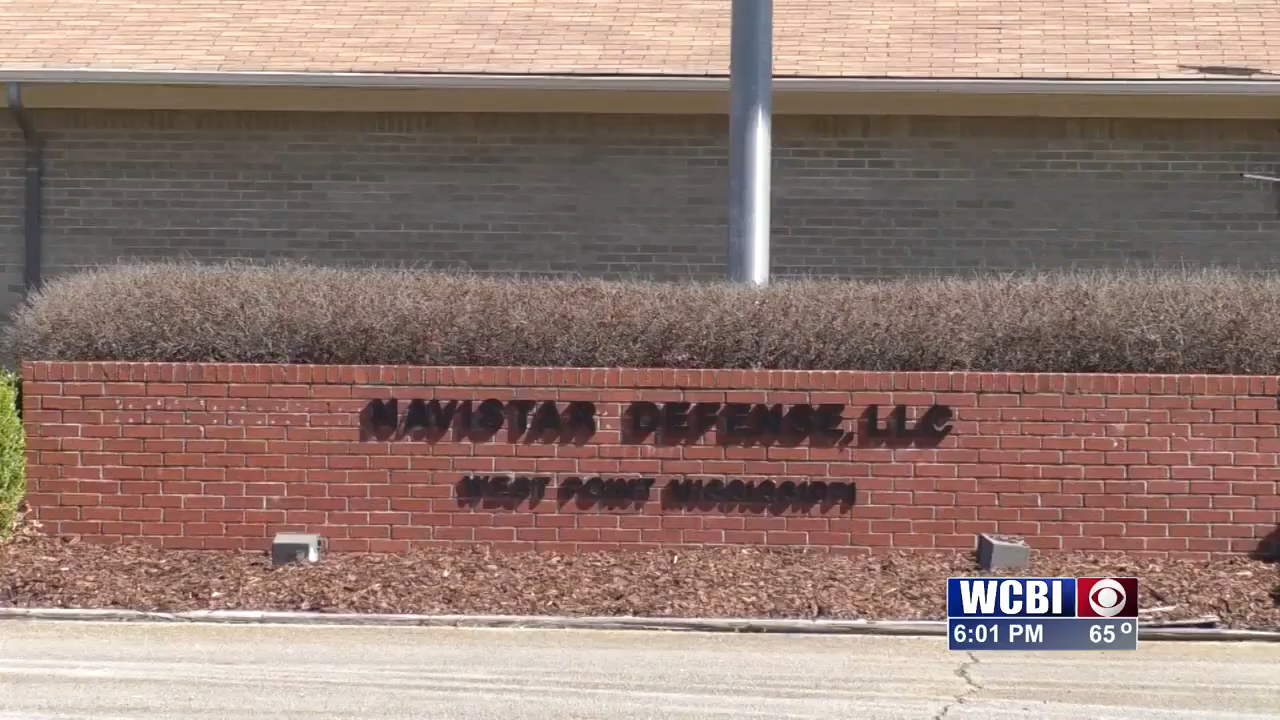 NAVISTAR DEFENSE, LLC
WEST POINT MISSISSIPPI
WCBI
6:01 PM 65°